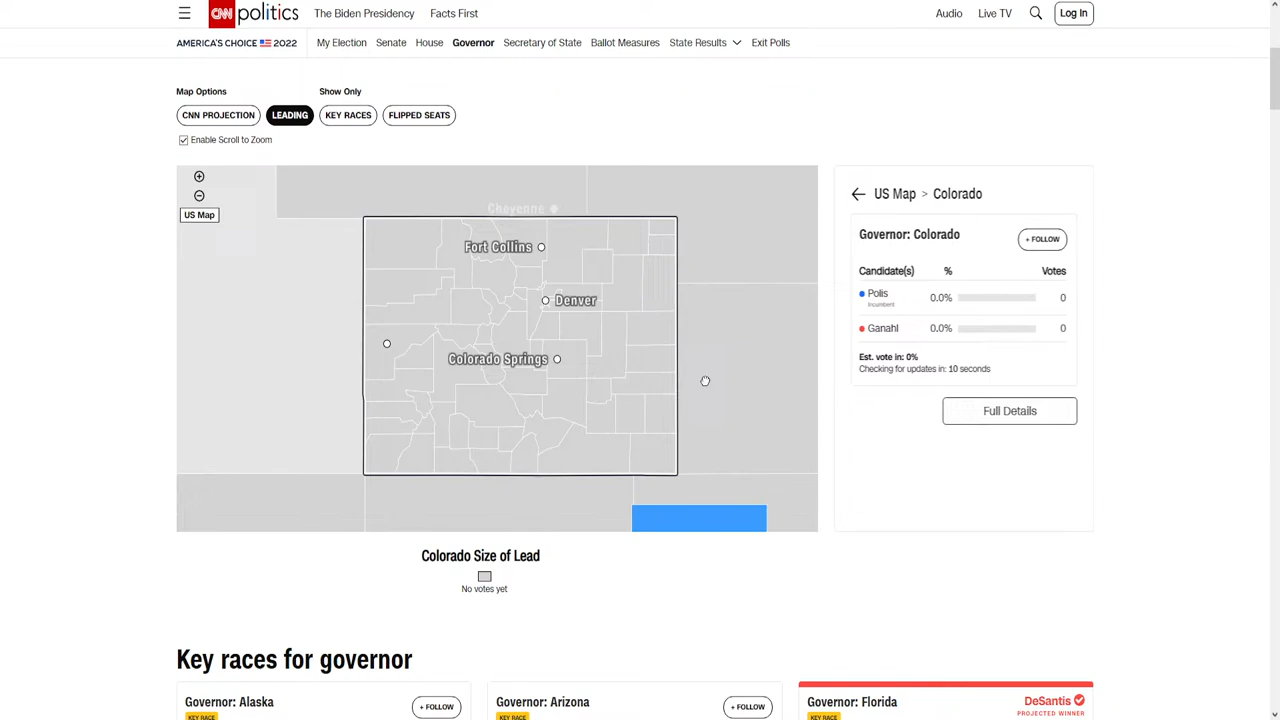 CNN politics The Biden Presidency Facts First Audio Live TV Log In
AMERICA'S CHOICE 2022 My Election Senate House Governor Secretary of State Ballot Measures State Results Exit Polls
Map Options Show Only
CNN PROJECTION LEADING KEY RACES FLIPPED SEATS
Enable Scroll to Zoom
US Map
Cheyenne
Fort Collins
Denver
Colorado Springs
US Map > Colorado
Governor: Colorado + FOLLOW
Candidate(s) % Votes
Polis 0.0% 0
Incumbent
Ganahl 0.0% 0
Est. vote in: 0%
Checking for updates in: 10 seconds
Full Details
Colorado Size of Lead
No votes yet
Key races for governor
Governor: Alaska + FOLLOW
KEY RACE
Governor: Arizona + FOLLOW
KEY RACE
Governor: Florida DeSantis
KEY RACE PROJECTED WINNER